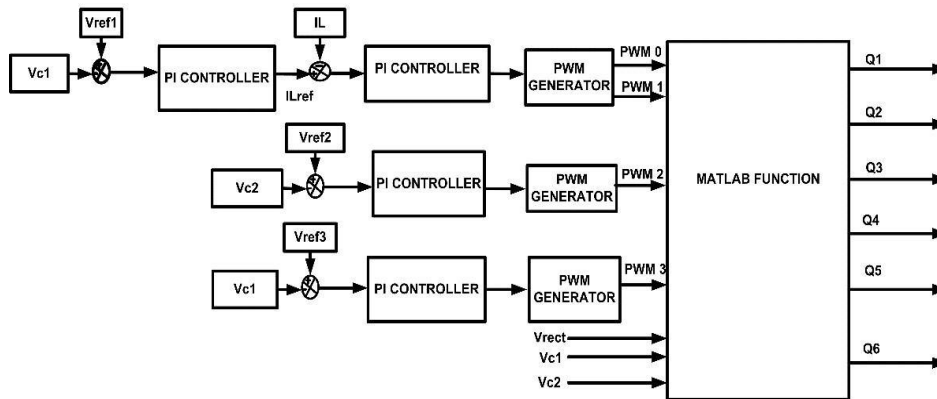 Vref1
IL
Vc1
PI CONTROLLER
ILref
PI CONTROLLER
PWM
GENERATOR
PWM 0
PWM 1
Vref2
Vc2
PI CONTROLLER
PWM
GENERATOR
PWM 2
Vref3
Vc1
PI CONTROLLER
PWM
GENERATOR
PWM 3
Vrect
Vc1
Vc2
MATLAB FUNCTION
Q1
Q2
Q3
Q4
Q5
Q6